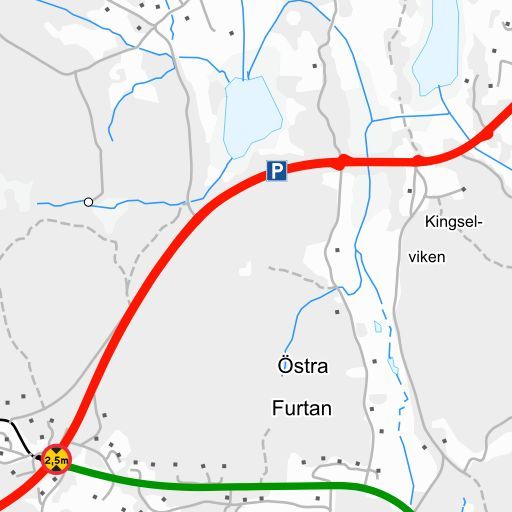 P
Kingsel-
viken
Östra
Furtan
2,5m